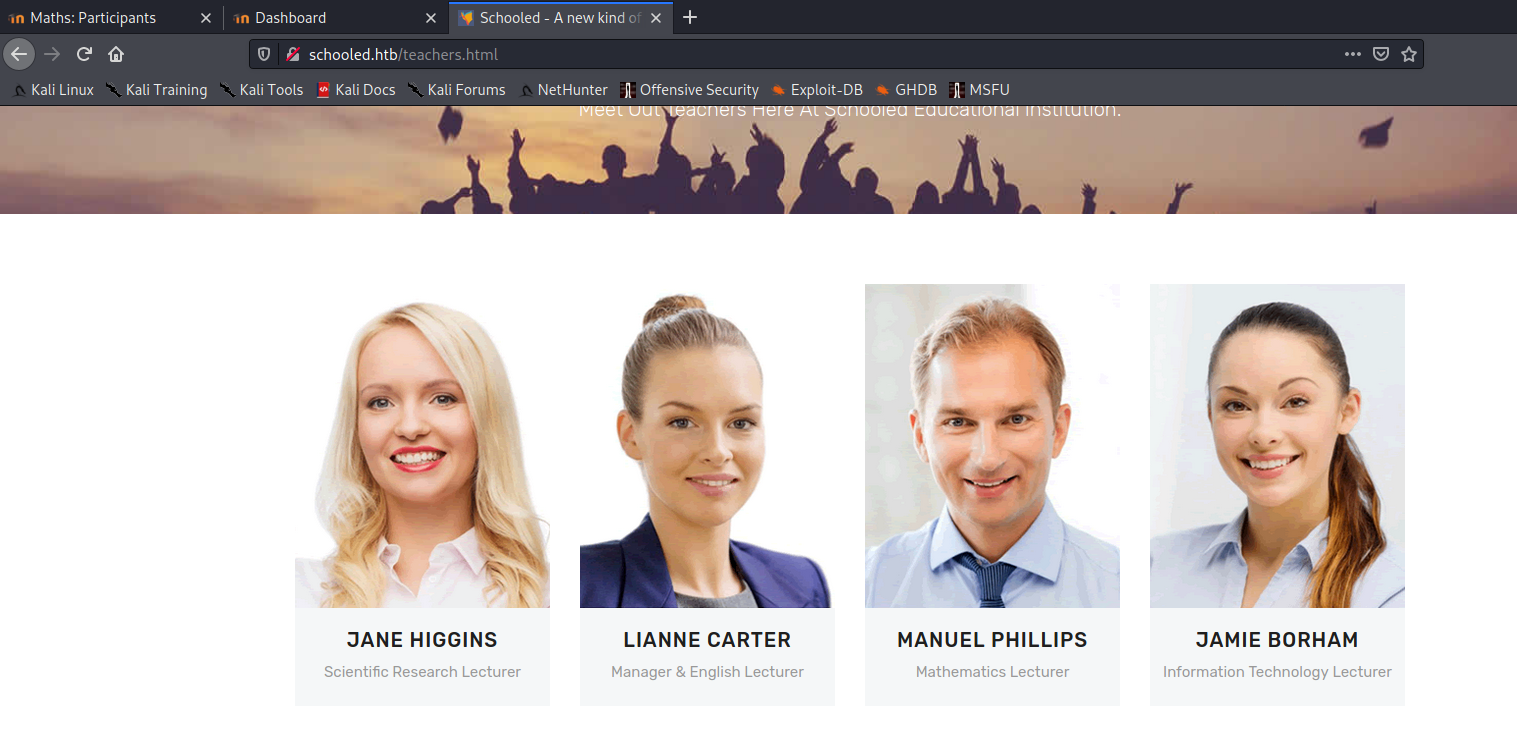 Maths: Participants
Dashboard
Schooled - A new kind of
schooled.htb/teachers.html
Kali Linux Kali Training Kali Tools Kali Docs Kali Forums NetHunter Offensive Security Exploit-DB GHDB MSFU
Meet Out Teachers Here At Schooled Educational Institution.
JANE HIGGINS
Scientific Research Lecturer
LIANNE CARTER
Manager & English Lecturer
MANUEL PHILLIPS
Mathematics Lecturer
JAMIE BORHAM
Information Technology Lecturer